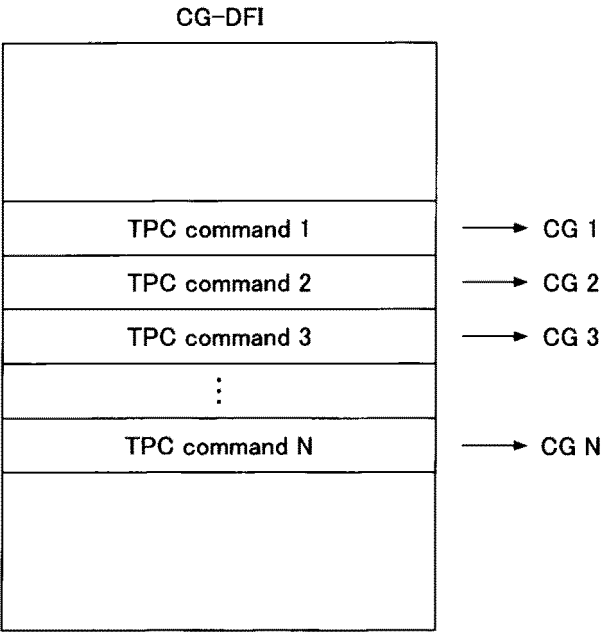 CG-DFI
TPC command 1 → CG 1
TPC command 2 → CG 2
TPC command 3 → CG 3
⋮
TPC command N → CG N